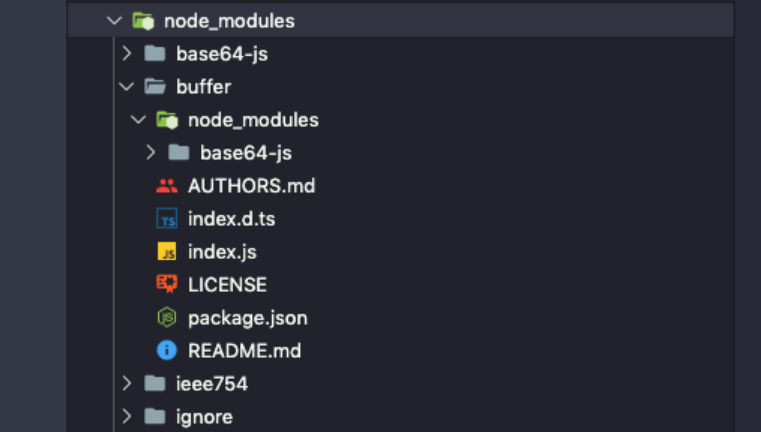 node_modules
base64-js
buffer
node_modules
base64-js
AUTHORS.md
TS index.d.ts
JS index.js
LICENSE
JS package.json
i README.md
ieee754
ignore